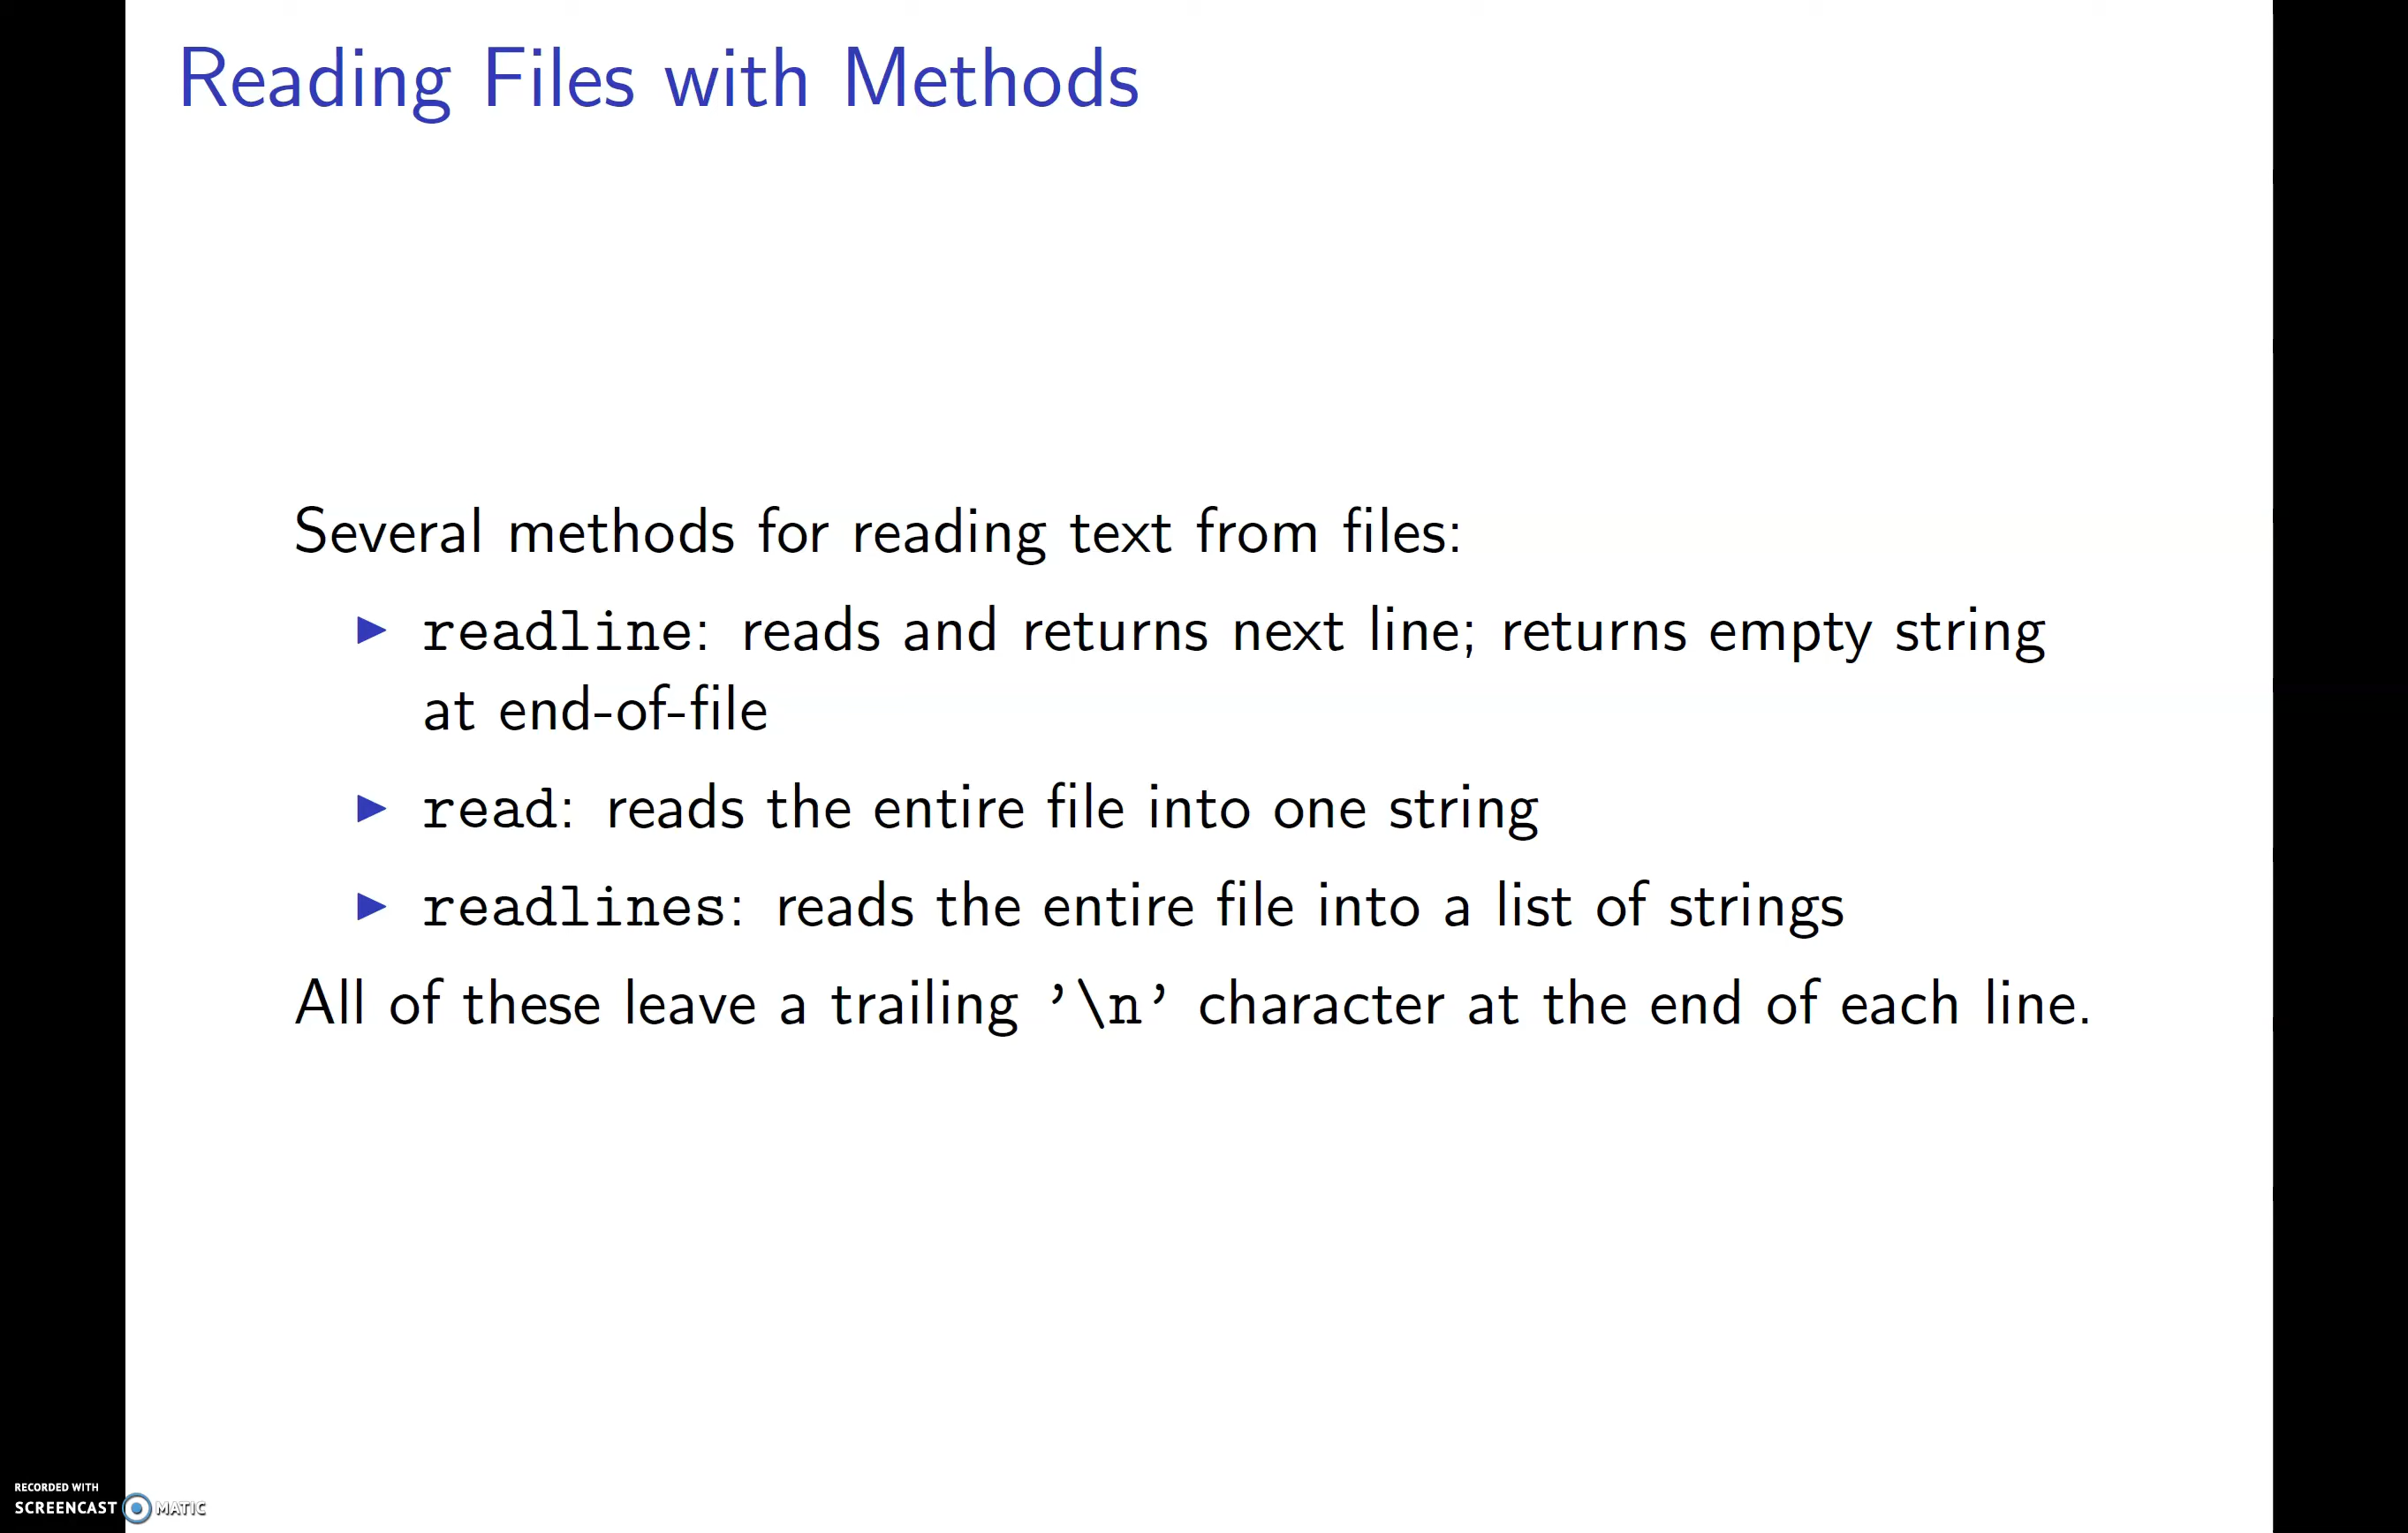 Reading Files with Methods
Several methods for reading text from files:
▶ readline: reads and returns next line; returns empty string
at end-of-file
▶ read: reads the entire file into one string
▶ readlines: reads the entire file into a list of strings
All of these leave a trailing ’\n’ character at the end of each line.
RECORDED WITH
SCREENCAST MATIC